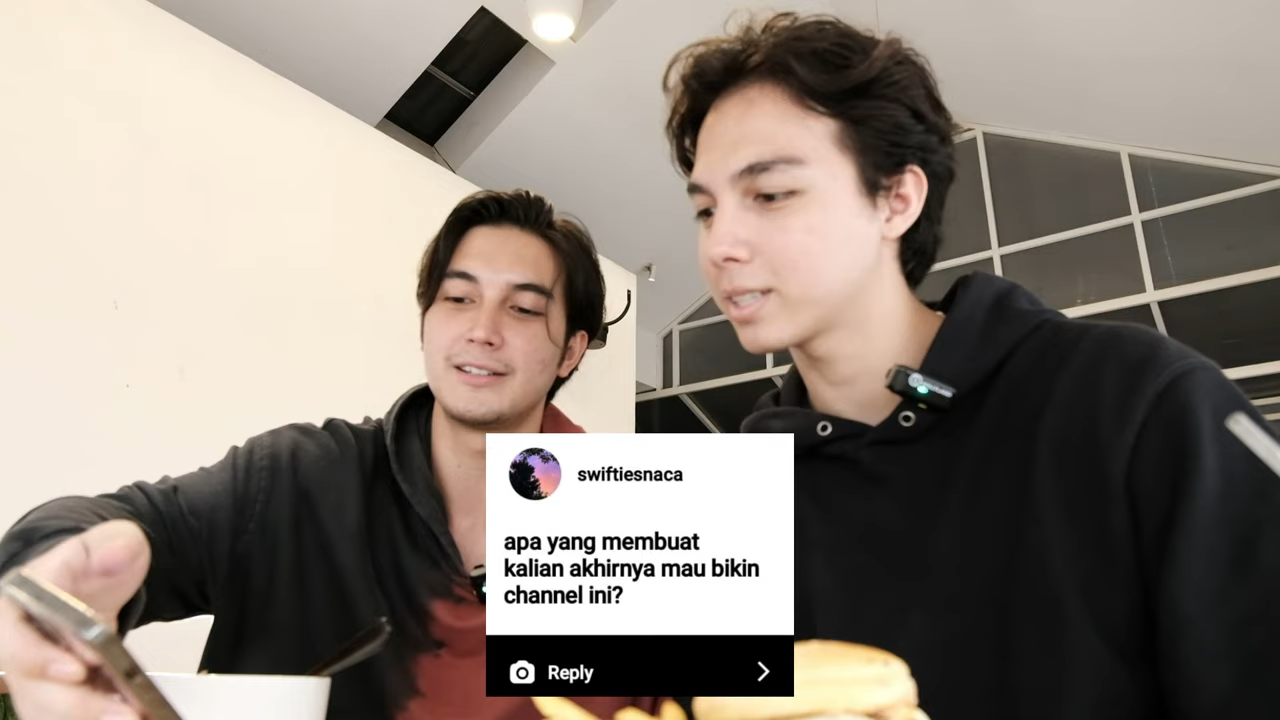 swiftiesnaca
apa yang membuat
kalian akhirnya mau bikin
channel ini?
Reply